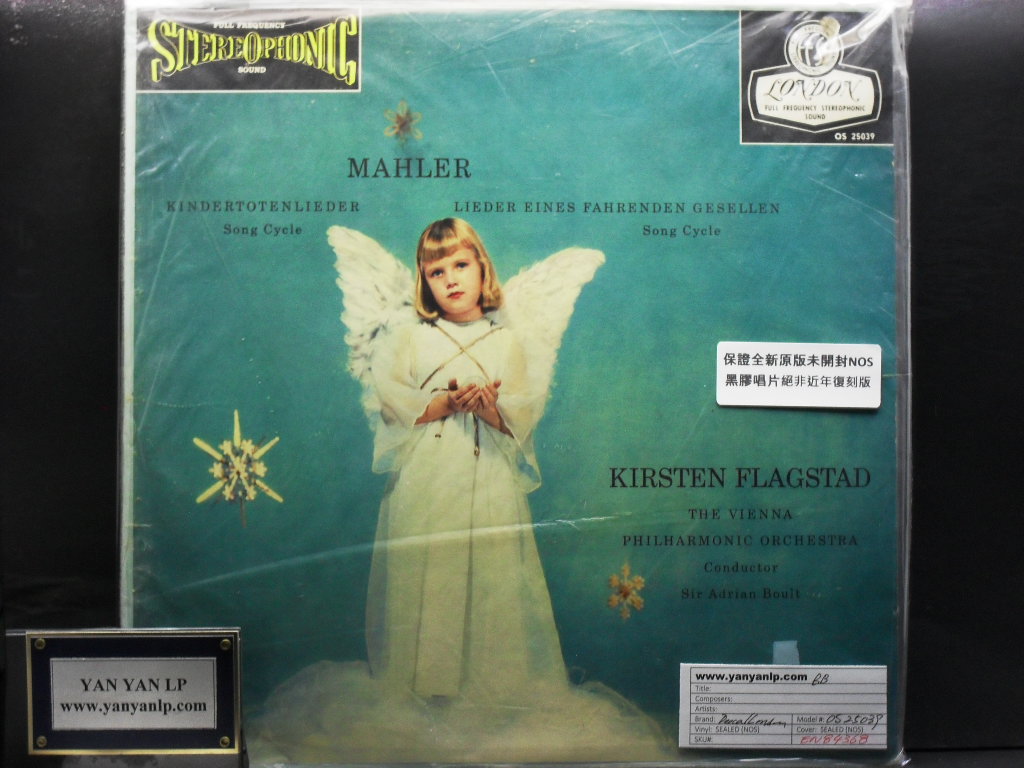 FULL FREQUENCY
STEREOPHONIC
SOUND
LONDON
FULL FREQUENCY STEREOPHONIC
SOUND
OS 25039
MAHLER
KINDERTOTENLIEDER
Song Cycle
LIEDER EINES FAHRENDEN GESELLEN
Song Cycle
保證全新原版未開封NOS
黑膠唱片絕非近年復刻版
KIRSTEN FLAGSTAD
THE VIENNA
PHILHARMONIC ORCHESTRA
Conductor
Sir Adrian Boult
YAN YAN LP
www.yanyanlp.com
www.yanyanlp.com BB
Title:
Composers:
Artists:
Brand: Decca/London Model #: OS 25039
Vinyl: SEALED (NOS) Cover: SEALED (NOS)
SKU#: EN84368